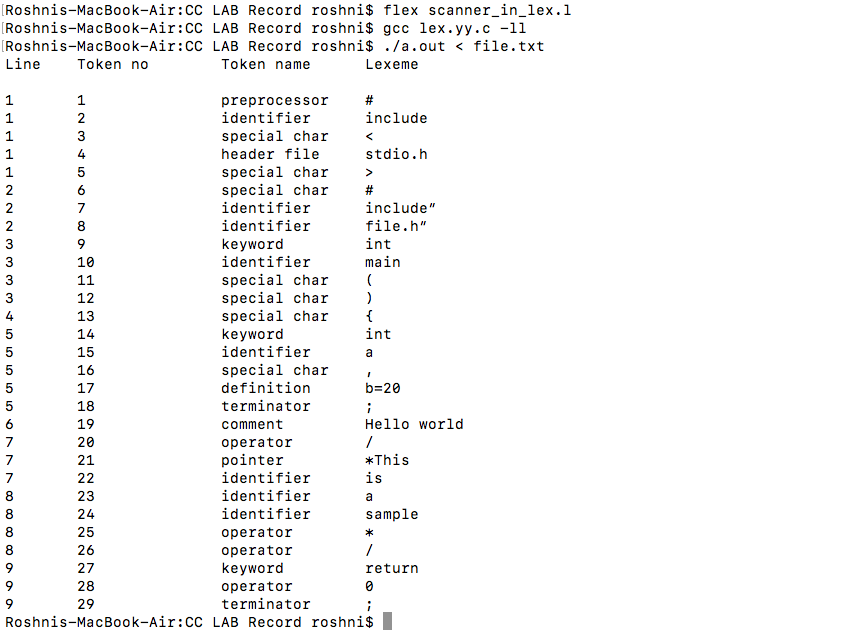 [Roshnis-MacBook-Air:CC LAB Record roshni$ flex scanner_in_lex.l
[Roshnis-MacBook-Air:CC LAB Record roshni$ gcc lex.yy.c -ll
[Roshnis-MacBook-Air:CC LAB Record roshni$ ./a.out < file.txt
Line Token no Token name Lexeme
1 1 preprocessor #
1 2 identifier include
1 3 special char <
1 4 header file stdio.h
1 5 special char >
2 6 special char #
2 7 identifier include”
2 8 identifier file.h”
3 9 keyword int
3 10 identifier main
3 11 special char (
3 12 special char )
4 13 special char {
5 14 keyword int
5 15 identifier a
5 16 special char ,
5 17 definition b=20
5 18 terminator ;
6 19 comment Hello world
7 20 operator /
7 21 pointer *This
7 22 identifier is
8 23 identifier a
8 24 identifier sample
8 25 operator *
8 26 operator /
9 27 keyword return
9 28 operator 0
9 29 terminator ;
Roshnis-MacBook-Air:CC LAB Record roshni$